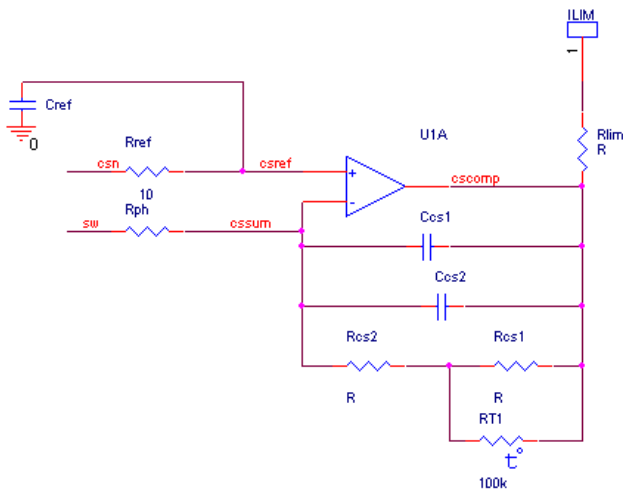 ILIM
1
Cref
0
U1A
Rlim
R
Rref
csn
csref
+
cscomp
10
Rph
-
sw
cssum
Ccs1
Ccs2
Rcs2
Rcs1
R
R
RT1
t°
100k